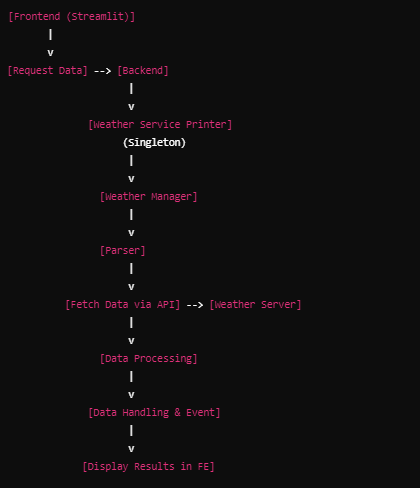 [Frontend (Streamlit)]
|
v
[Request Data] --> [Backend]
|
v
[Weather Service Printer]
(Singleton)
|
v
[Weather Manager]
|
v
[Parser]
|
v
[Fetch Data via API] --> [Weather Server]
|
v
[Data Processing]
|
v
[Data Handling & Event]
|
v
[Display Results in FE]